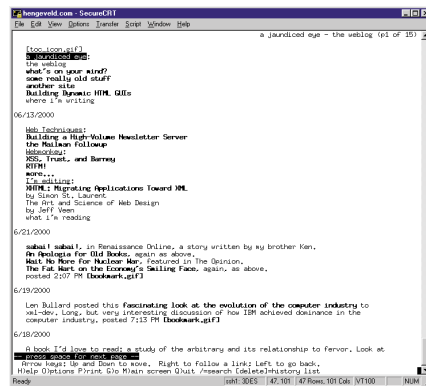 hengeveld.com - SecureCRT
File Edit View Options Transfer Script Window Help
a jaundiced eye - the weblog (p1 of 15)
[toc_icon.gif]
a jaundiced eye:
the weblog
what's on your mind?
some really old stuff
another site
Building Dynamic HTML GUIs
where i'm writing
06/13/2000
Web Techniques:
Building a High-Volume Newsletter Server
the Mailman Followup
Webmonkey:
XSS, Trust, and Barney
RTFM!
more...
I'm editing:
XHTML: Migrating Applications Toward XML
by Simon St. Laurent
The Art and Science of Web Design
by Jeff Veen
what i'm reading
6/21/2000
sabai! sabai!, in Renaissance Online, a story written by my brother Ken.
An Apologia for Old Books, again as above.
Wait No More for Nuclear War, featured in The Opinion.
The Fat Wart on the Economy's Smiling Face, again, as above.
posted 2:07 PM [bookmark.gif]
6/19/2000
Len Bullard posted this fascinating look at the evolution of the computer industry to
xml-dev. Long, but very interesting discussion of how IBM achieved dominance in the
computer industry. posted 7:13 PM [bookmark.gif]
6/18/2000
A book I'd love to read: a study of the arbitrary and its relationship to fervor. Look at
-- press space for next page --
Arrow keys: Up and Down to move. Right to follow a link; Left to go back.
H)elp O)ptions P)rint G)o M)ain screen Q)uit /=search [delete]=history list
Ready
ssh1: 3DES 47, 101 47 Rows, 101 Cols VT100 NUM